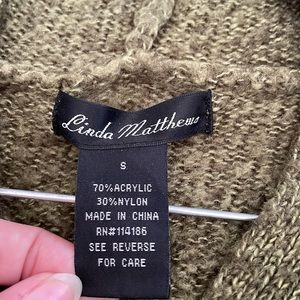 Linda Matthews
S
70%ACRYLIC
30%NYLON
MADE IN CHINA
RN#114186
SEE REVERSE
FOR CARE